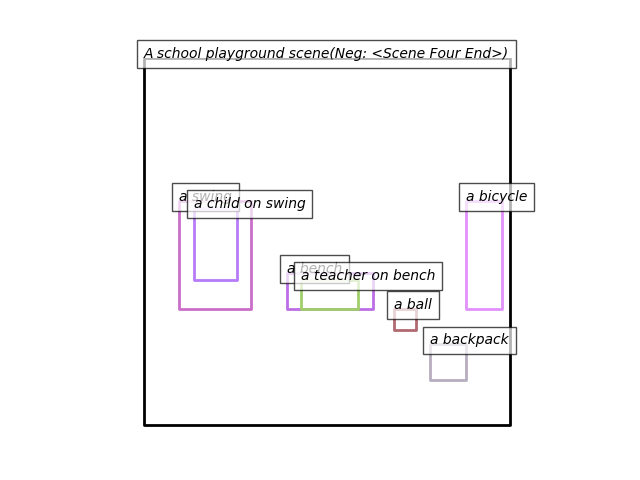 A school playground scene(Neg: <Scene Four End>)
a swing
a child on swing
a bicycle
a bench
a teacher on bench
a ball
a backpack